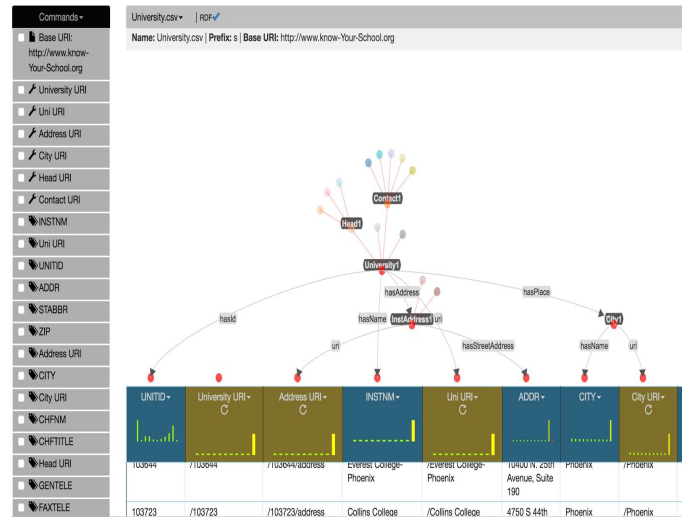 Commands
University.csv | RDF
Name: University.csv | Prefix: s | Base URI: http://www.know-Your-School.org
Base URI:
http://www.know-
Your-School.org
University URI
Uni URI
Address URI
City URI
Head URI
Contact URI
INSTNM
Uni URI
UNITID
ADDR
STABBR
ZIP
Address URI
CITY
City URI
CHFNM
CHFTITLE
Head URI
GENTELE
FAXTELE
Contact1
Head1
University1
hasAddress
hasPlace
hasId
hasName
InstAddress1
uri
City1
uri
hasStreetAddress
hasName
uri
UNITID
University URI
Address URI
INSTNM
Uni URI
ADDR
CITY
City URI
103644 /103644 /103644/address Everest College- /Everest College- 10400 N. 25th Phoenix /Phoenix
Phoenix Phoenix Avenue, Suite
190
103723 /103723 /103723/address Collins College /Collins College 4750 S 44th Phoenix /Phoenix